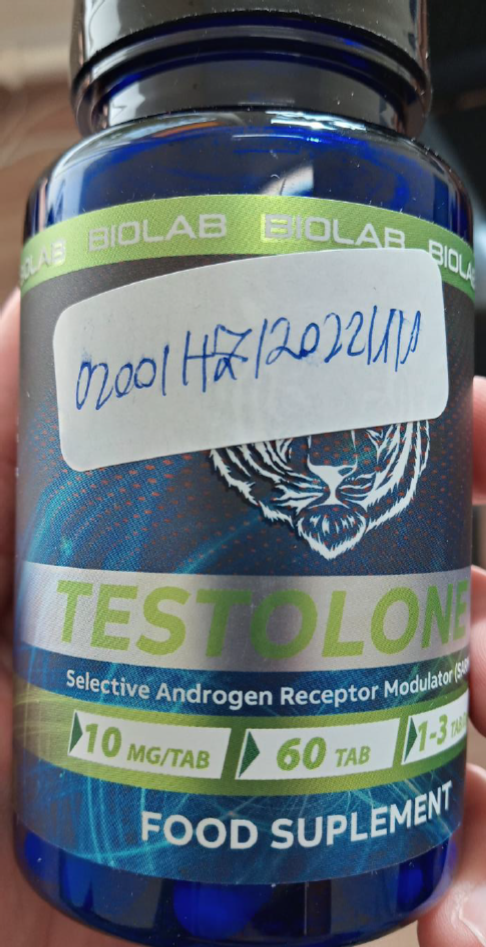 BIOLAB BIOLAB
TESTOLONE
Selective Androgen Receptor Modulator
10 MG/TAB 60 TAB 1-3
FOOD SUPLEMENT